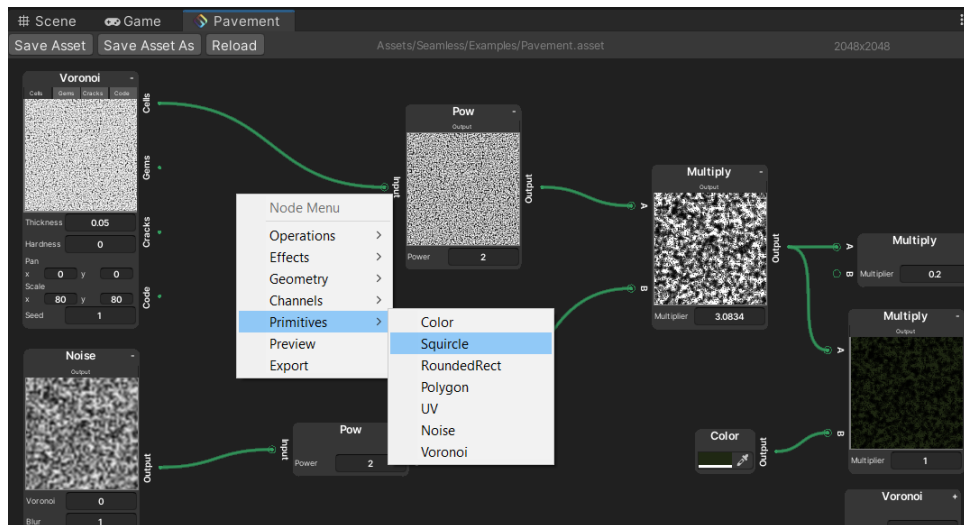 Scene Game Pavement
Save Asset Save Asset As Reload Assets/Seamless/Examples/Pavement.asset 2048x2048
Voronoi -
Cells Gems Cracks Code
Cells
Gems
Cracks
Code
Thickness 0.05
Hardness 0
Pan
x 0 y 0
Scale
x 80 y 80
Seed 1
Noise -
Output
Output
Voronoi 0
Blur 1
Pow -
Output
Input
Output
Power 2
Node Menu
Operations >
Effects >
Geometry >
Channels >
Primitives >
Preview
Export
Color
Squircle
RoundedRect
Polygon
UV
Noise
Voronoi
Pow
Input
Power 2
Multiply -
Output
A
B
Output
Multiplier 3.0834
Multiply
A
B
Multiplier 0.2
Multiply -
Output
A
B
Multiplier 1
Color
Output
Voronoi +